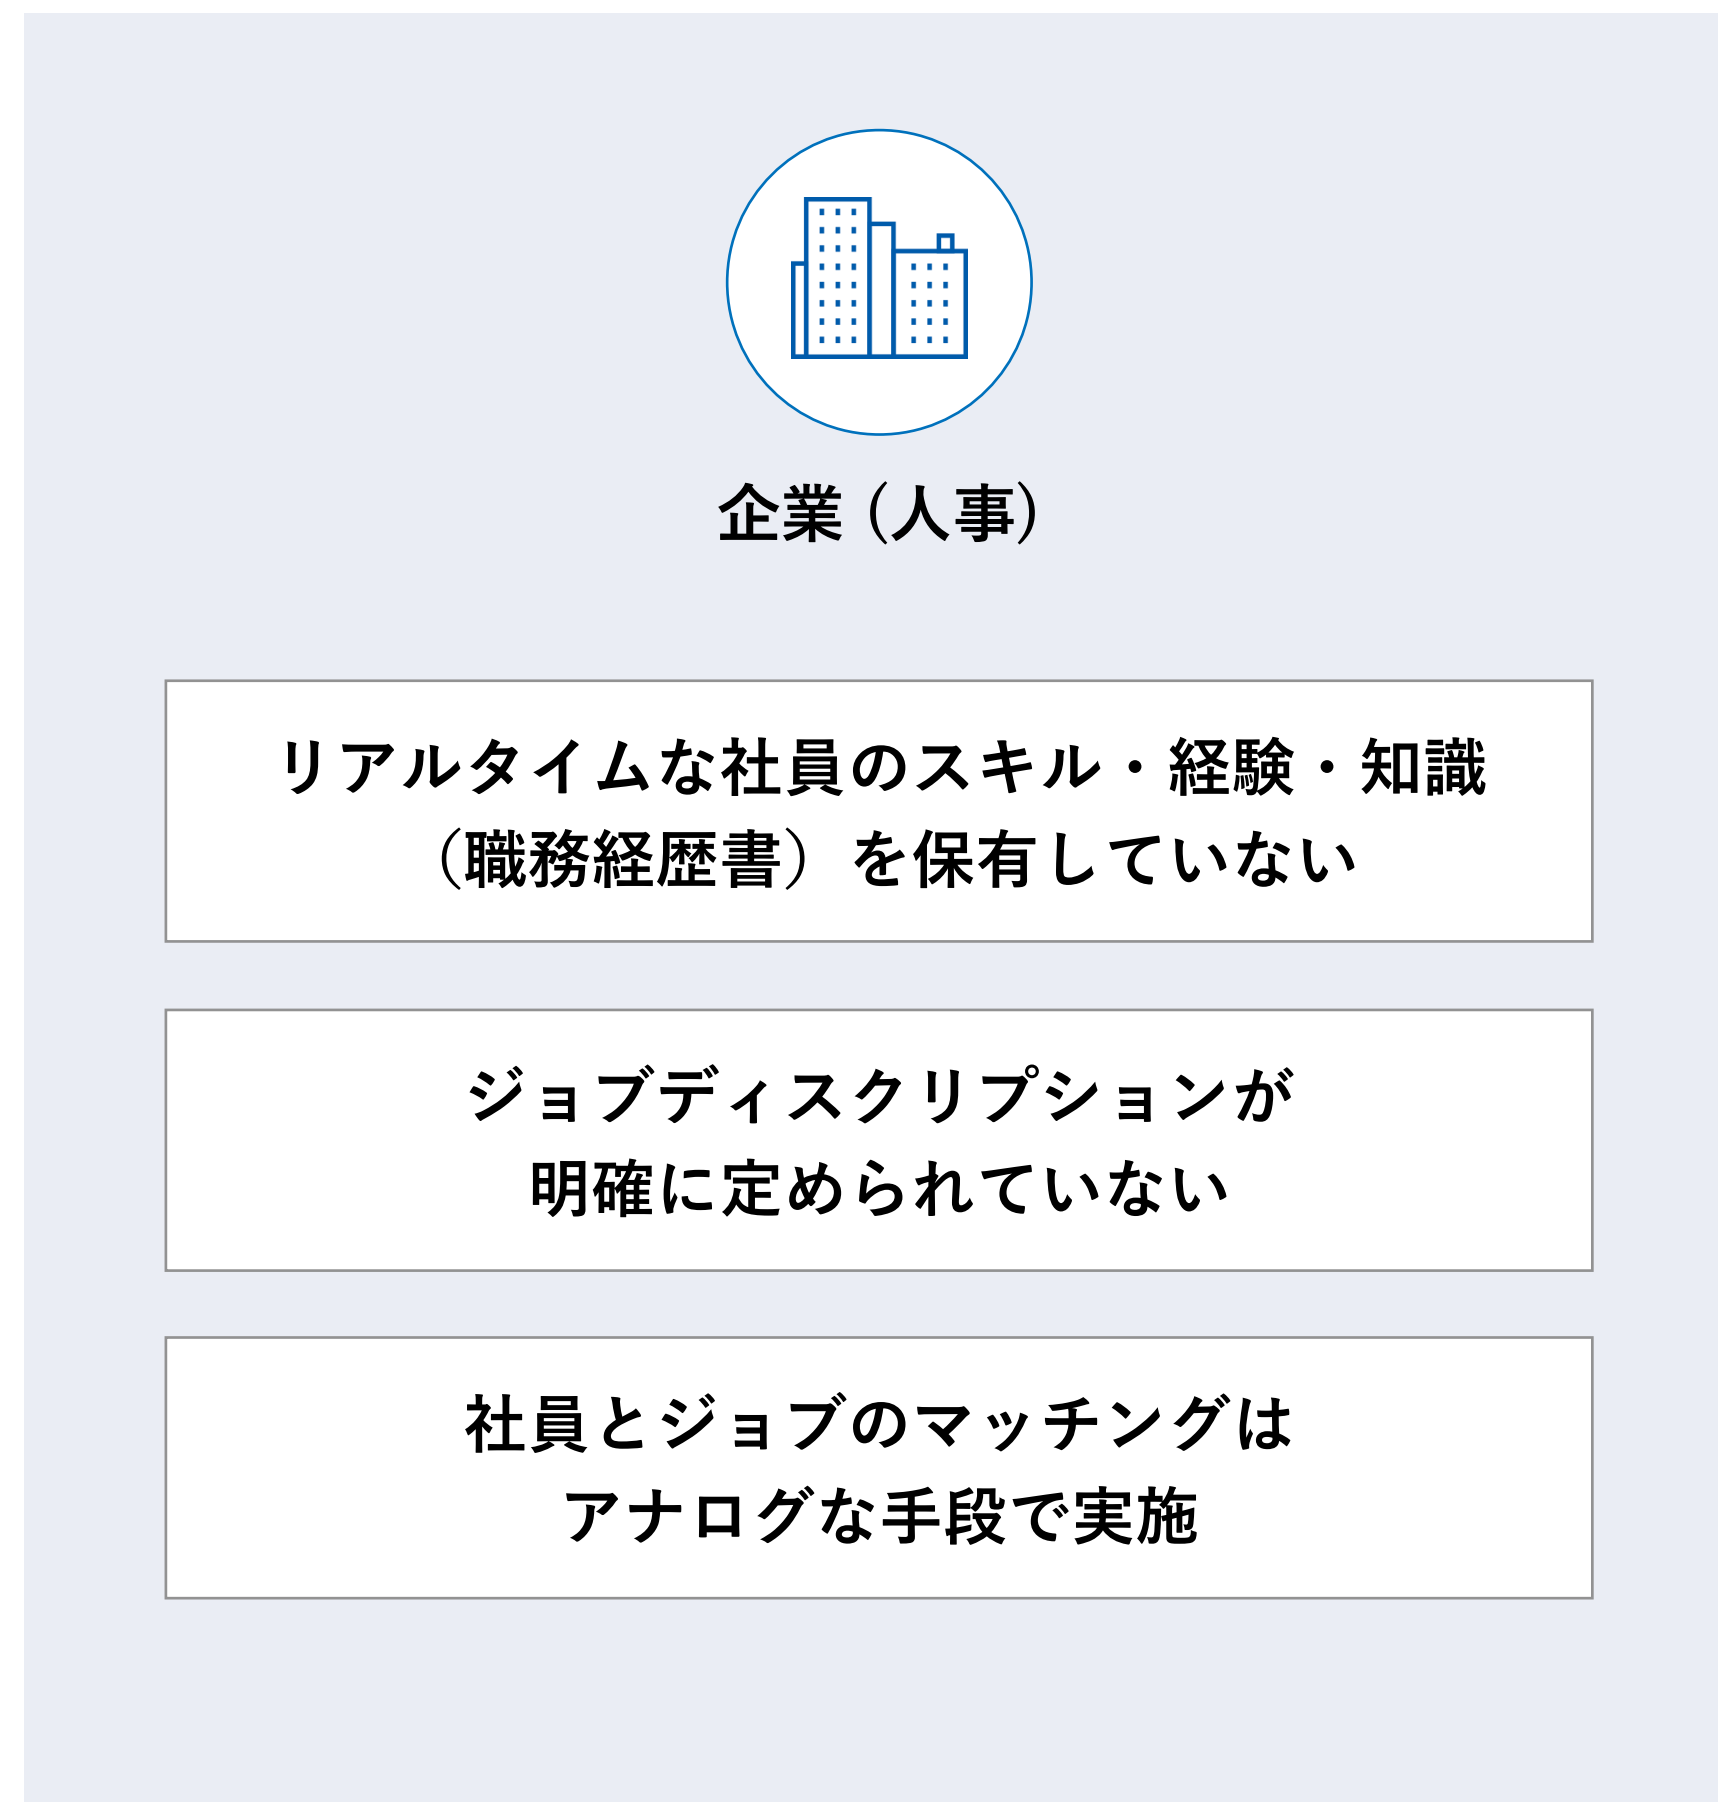 企業(人事)
リアルタイムな社員のスキル・経験・知識
（職務経歴書）を保有していない
ジョブディスクリプションが
明確に定められていない
社員とジョブのマッチングは
アナログな手段で実施